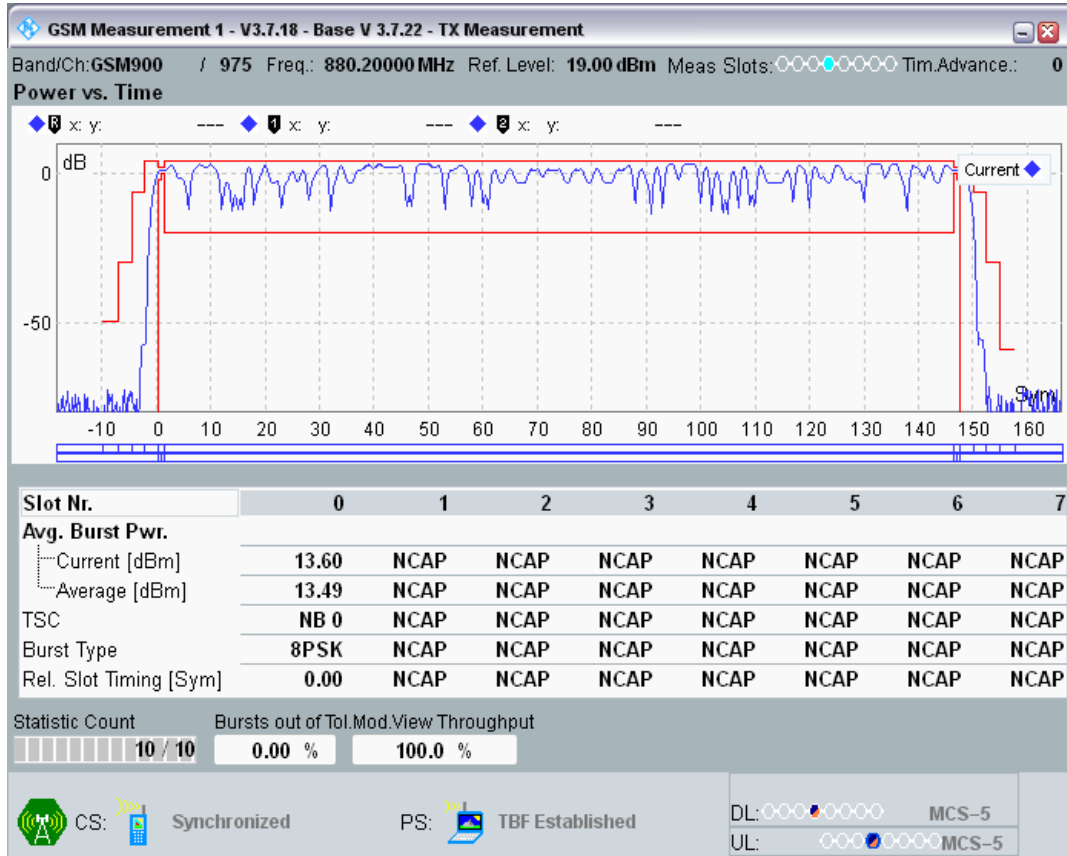 GSM Measurement 1 - V3.7.18 - Base V 3.7.22 - TX Measurement
Band/Ch:GSM900 / 975 Freq.: 880.20000 MHz Ref. Level: 19.00 dBm Meas Slots: Tim.Advance.: 0
Power vs. Time
R x: y: --- 1 x: y: --- 2 x: y: ---
dB
Current
0
-50
Sym
-10 0 10 20 30 40 50 60 70 80 90 100 110 120 130 140 150 160
Slot Nr. 0 1 2 3 4 5 6 7
Avg. Burst Pwr.
Current [dBm] 13.60 NCAP NCAP NCAP NCAP NCAP NCAP NCAP
Average [dBm] 13.49 NCAP NCAP NCAP NCAP NCAP NCAP NCAP
TSC NB 0 NCAP NCAP NCAP NCAP NCAP NCAP NCAP
Burst Type 8PSK NCAP NCAP NCAP NCAP NCAP NCAP NCAP
Rel. Slot Timing [Sym] 0.00 NCAP NCAP NCAP NCAP NCAP NCAP NCAP
Statistic Count Bursts out of Tol.Mod.View Throughput
10 / 10 0.00 % 100.0 %
CS: Synchronized PS: TBF Established DL: MCS-5
UL: MCS-5